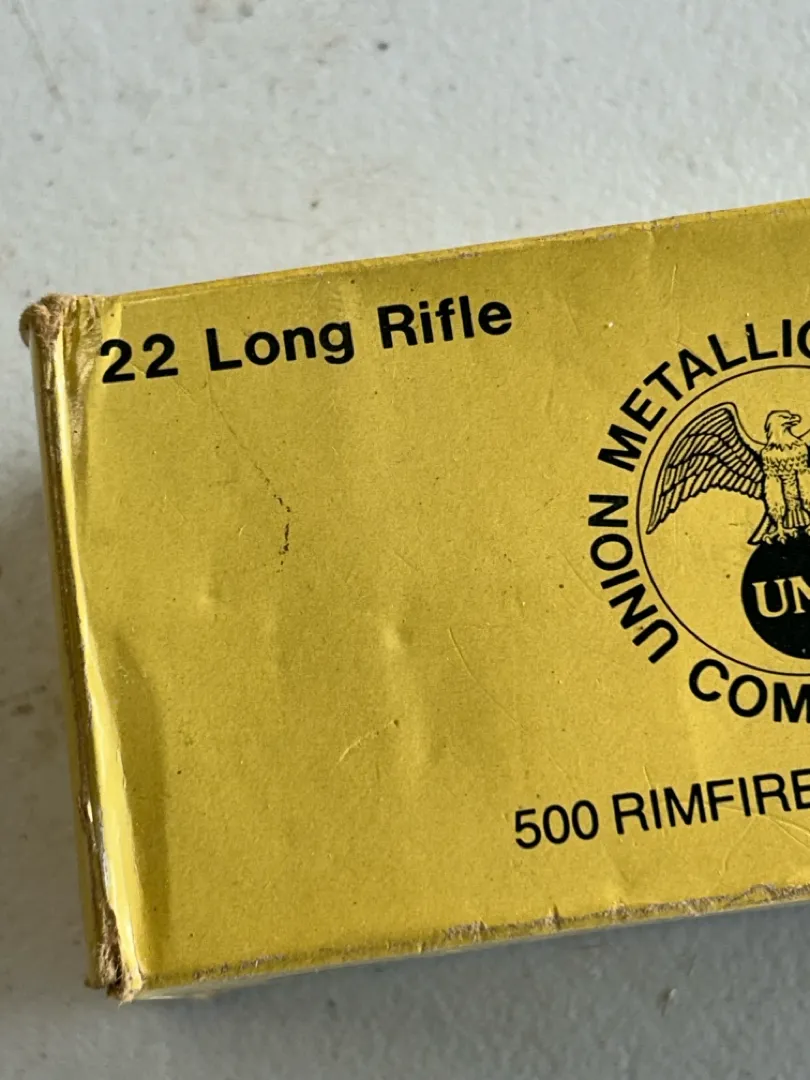 22 Long Rifle
UNION METALLIC
UN
COM
500 RIMFIRE